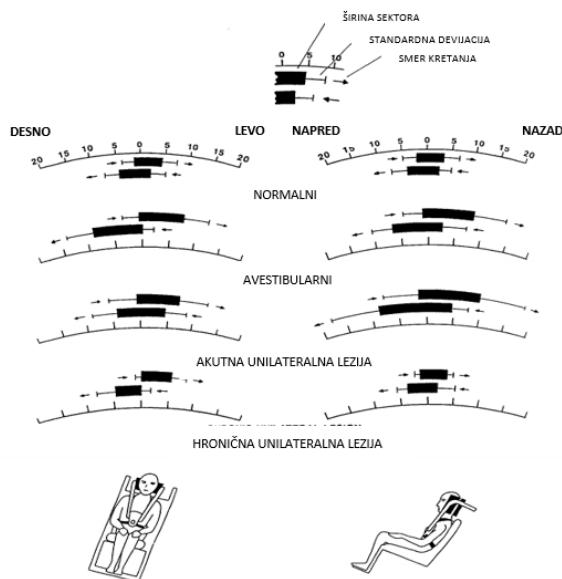 ŠIRINA SEKTORA
STANDARDNA DEVIJACIJA
SMER KRETANJA
0 5 10
DESNO LEVO NAPRED NAZAD
20 15 10 5 0 5 10 15 20 20 15 10 5 0 5 10 15 20
NORMALNI
AVESTIBULARNI
AKUTNA UNILATERALNA LEZIJA
HRONIČNA UNILATERALNA LEZIJA